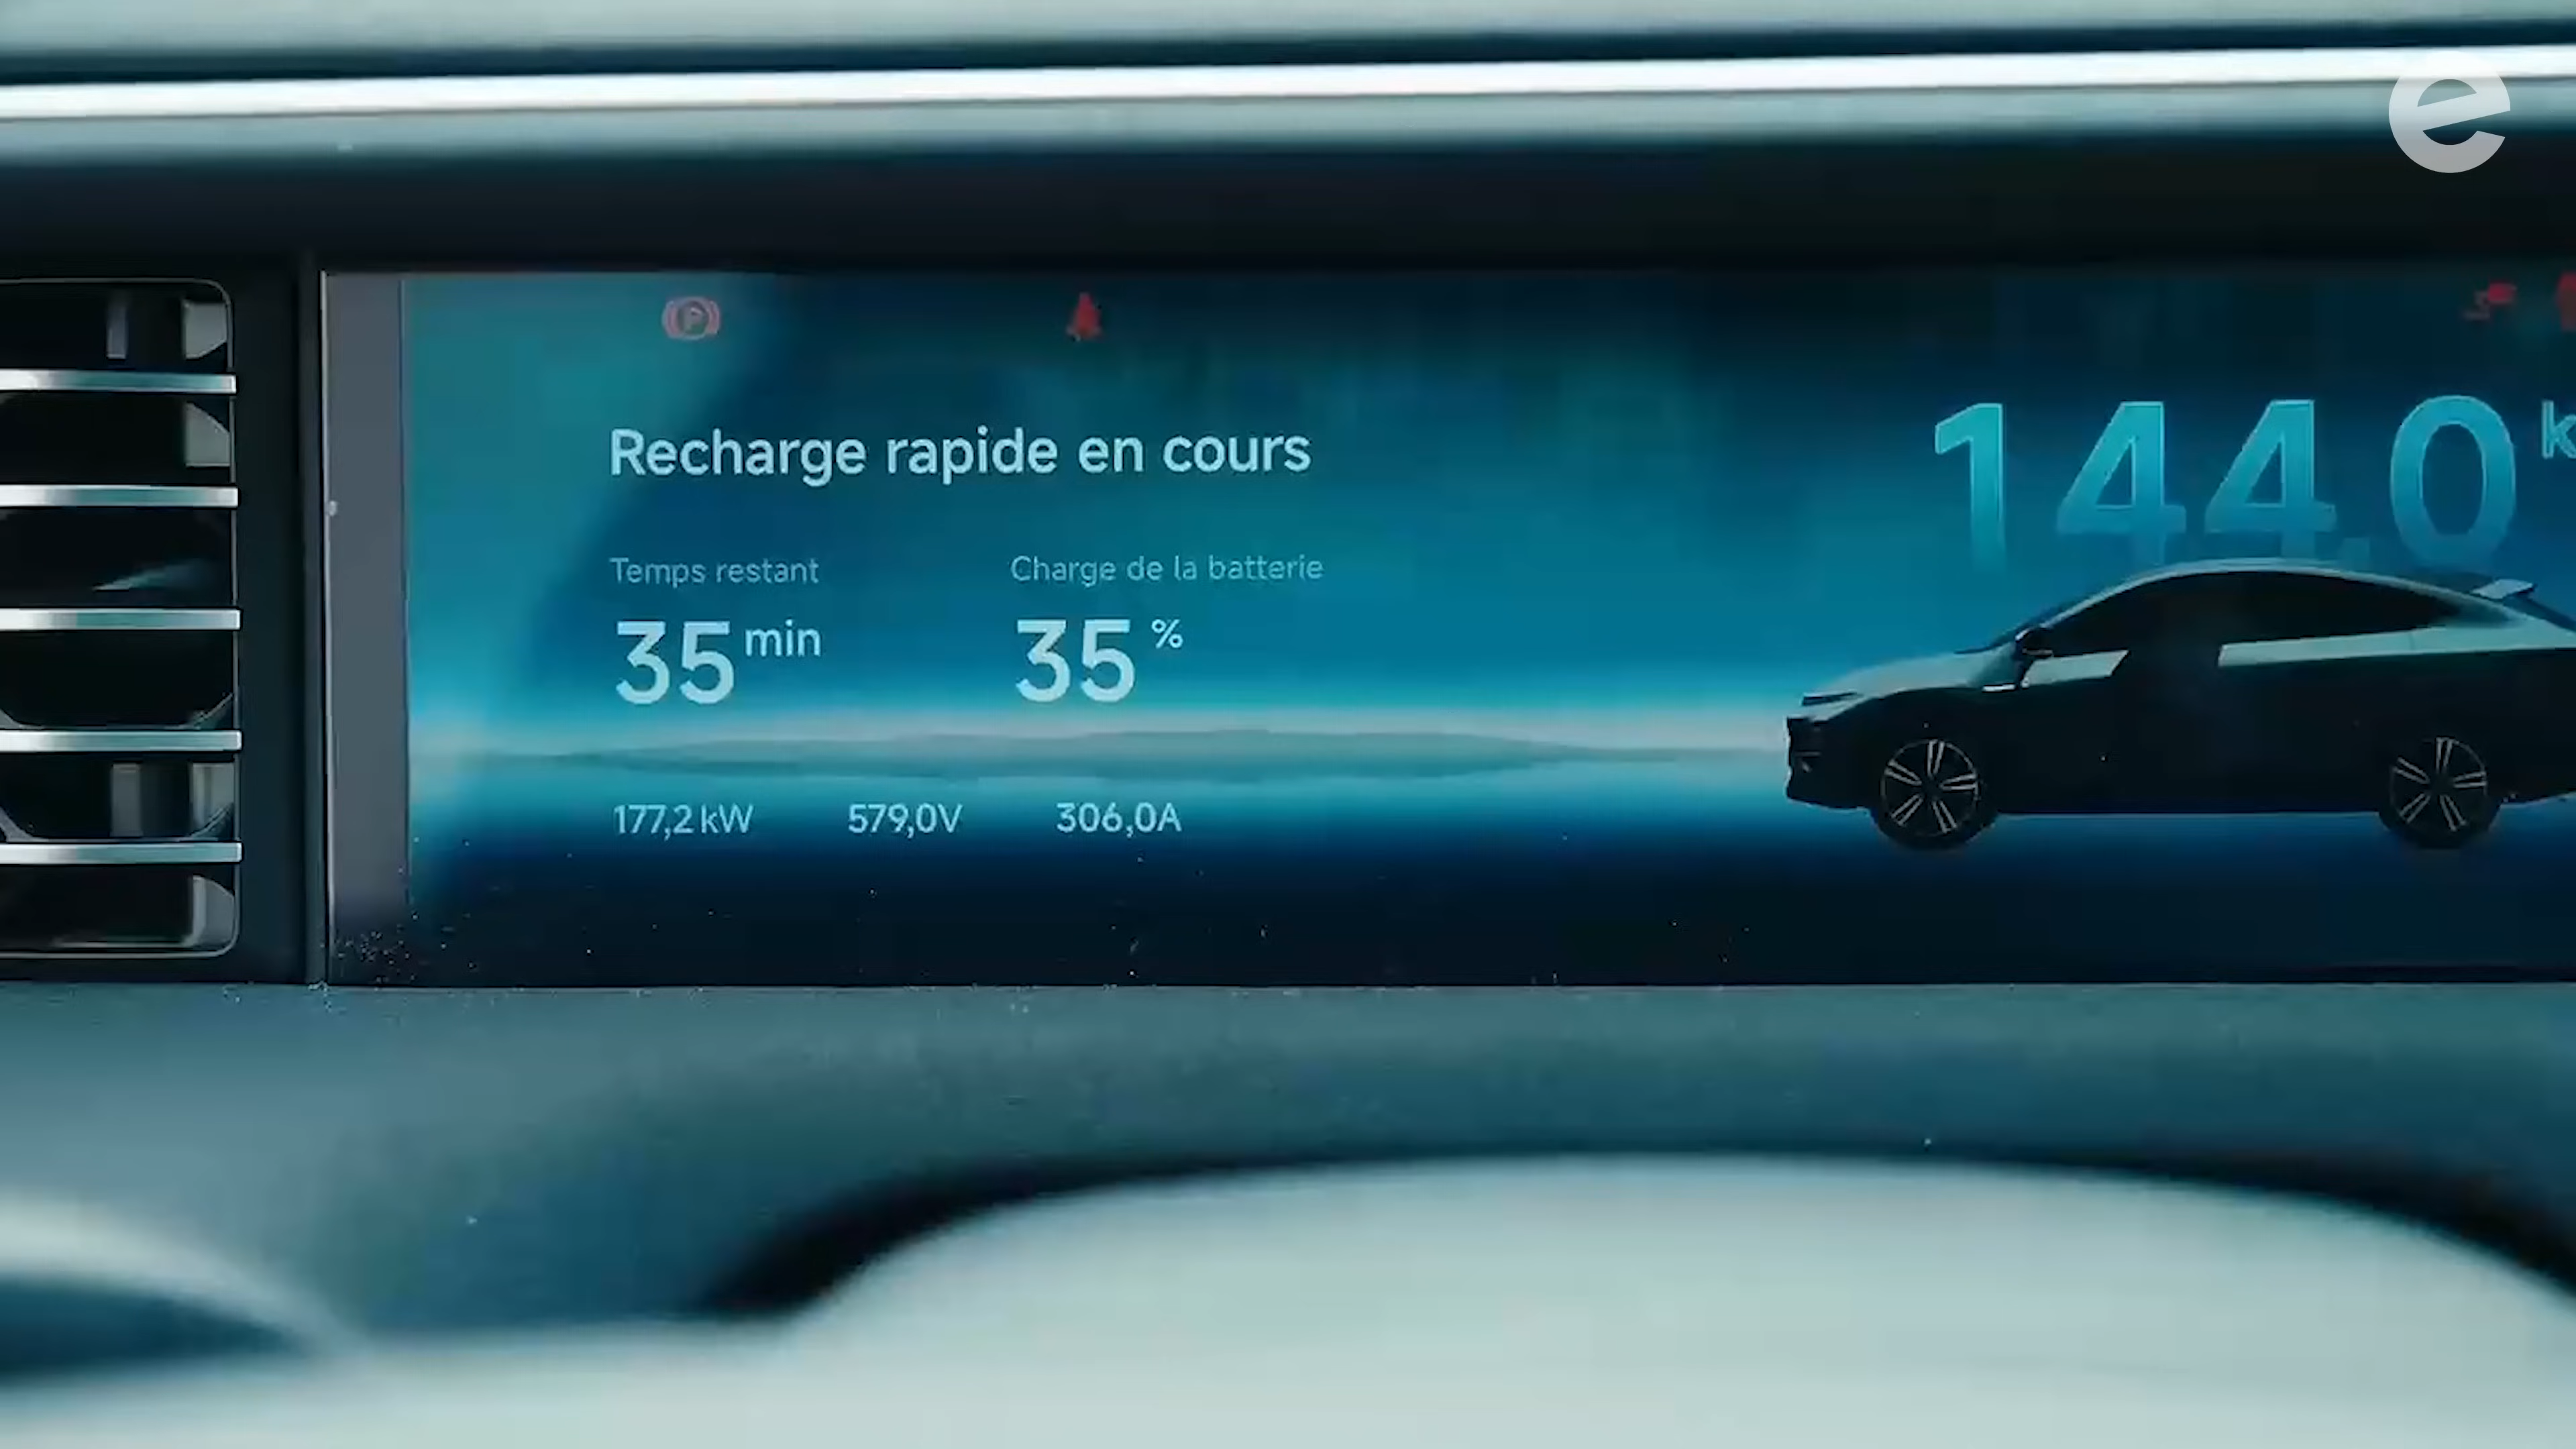 Recharge rapide en cours
Temps restant
35 min
Charge de la batterie
35 %
177,2 kW 579,0V 306,0A
144,0
e